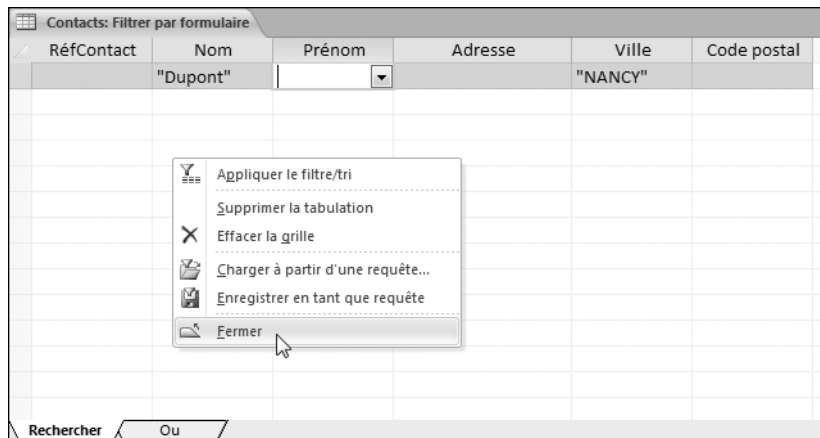 Contacts: Filtrer par formulaire
RéfContact Nom Prénom Adresse Ville Code postal
"Dupont" "NANCY"
Appliquer le filtre/tri
Supprimer la tabulation
Effacer la grille
Charger à partir d'une requête...
Enregistrer en tant que requête
Fermer
Rechercher Ou